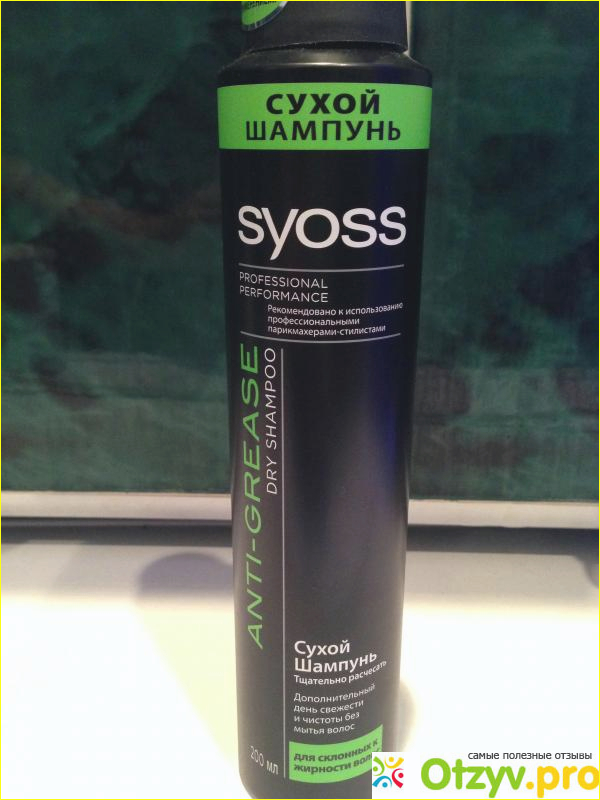 СУХОЙ
ШАМПУНЬ
syoss
PROFESSIONAL
PERFORMANCE
Рекомендовано к использованию
профессиональными
парикмахерами-стилистами
ANTI-GREASE
DRY SHAMPOO
Сухой
Шампунь
Тщательно расчесать
Дополнительный
день свежести
и чистоты без
мытья волос
для склонных к
жирности
200 мл
самые полезные отзывы
Otzyv.pro